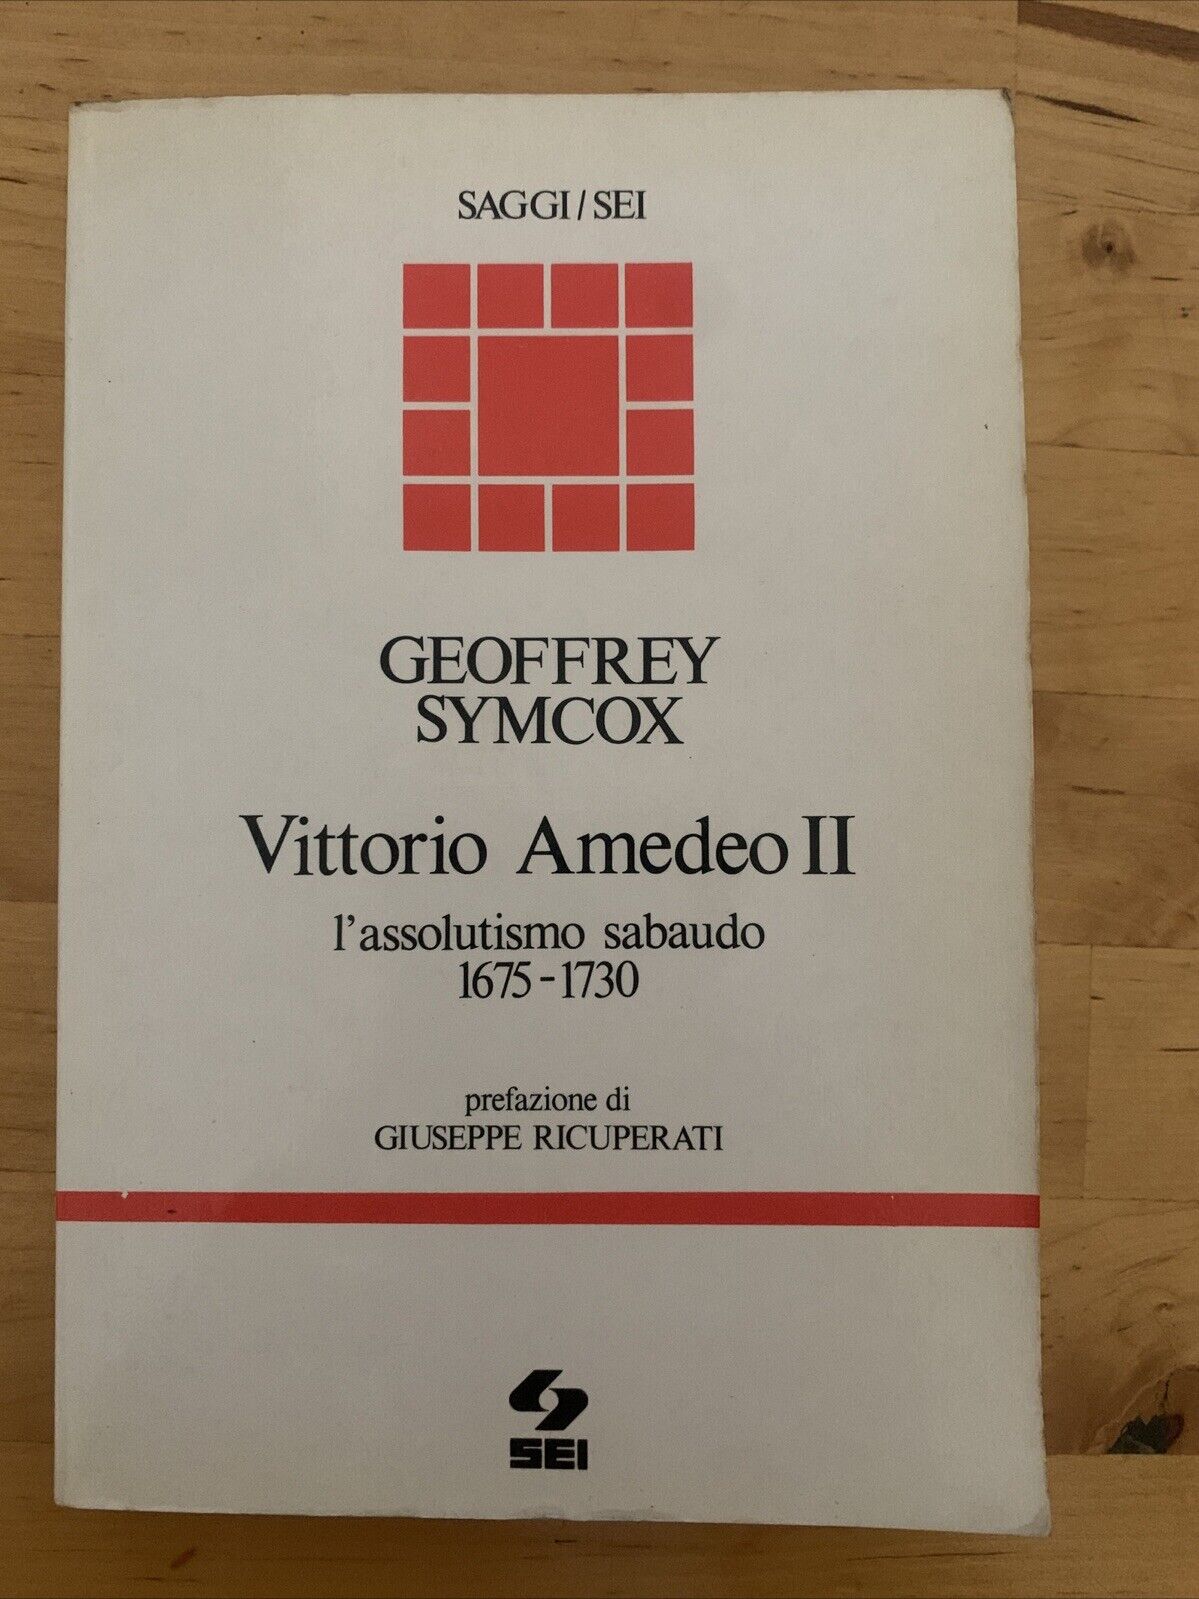 SAGGI/SEI
GEOFFREY
SYMCOX
Vittorio Amedeo II
l'assolutismo sabaudo
1675-1730
prefazione di
GIUSEPPE RICUPERATI
SEI